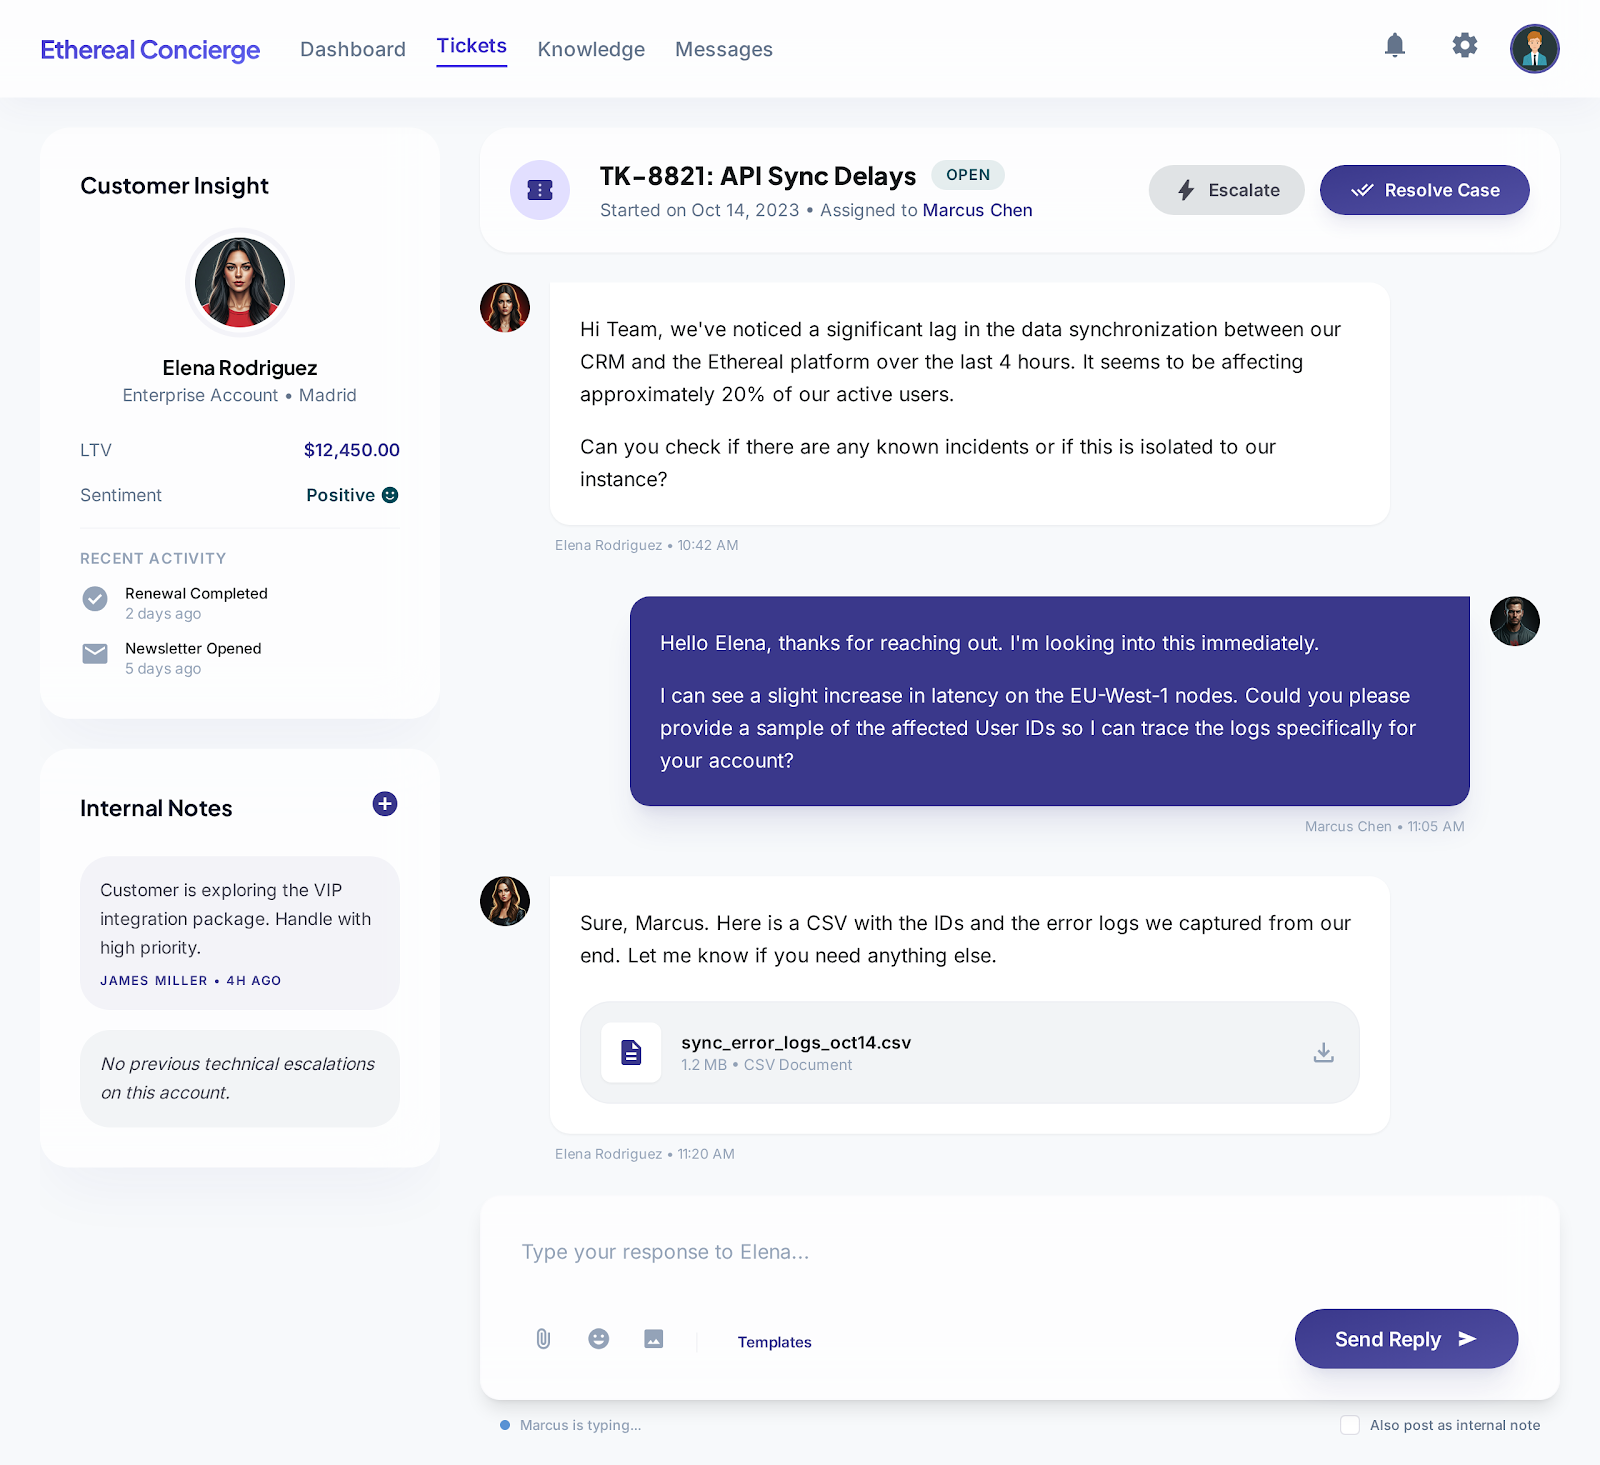 Ethereal Concierge
Dashboard
Tickets
Knowledge
Messages
Customer Insight
Elena Rodriguez
Enterprise Account • Madrid
LTV
$12,450.00
Sentiment
Positive
RECENT ACTIVITY
Renewal Completed
2 days ago
Newsletter Opened
5 days ago
Internal Notes
Customer is exploring the VIP
integration package. Handle with
high priority.
JAMES MILLER • 4H AGO
No previous technical escalations
on this account.
TK-8821: API Sync Delays
OPEN
Started on Oct 14, 2023 • Assigned to Marcus Chen
Escalate
Resolve Case
Hi Team, we've noticed a significant lag in the data synchronization between our
CRM and the Ethereal platform over the last 4 hours. It seems to be affecting
approximately 20% of our active users.
Can you check if there are any known incidents or if this is isolated to our
instance?
Elena Rodriguez • 10:42 AM
Hello Elena, thanks for reaching out. I'm looking into this immediately.
I can see a slight increase in latency on the EU-West-1 nodes. Could you please
provide a sample of the affected User IDs so I can trace the logs specifically for
your account?
Marcus Chen • 11:05 AM
Sure, Marcus. Here is a CSV with the IDs and the error logs we captured from our
end. Let me know if you need anything else.
sync_error_logs_oct14.csv
1.2 MB • CSV Document
Elena Rodriguez • 11:20 AM
Type your response to Elena...
Templates
Send Reply
Marcus is typing...
Also post as internal note